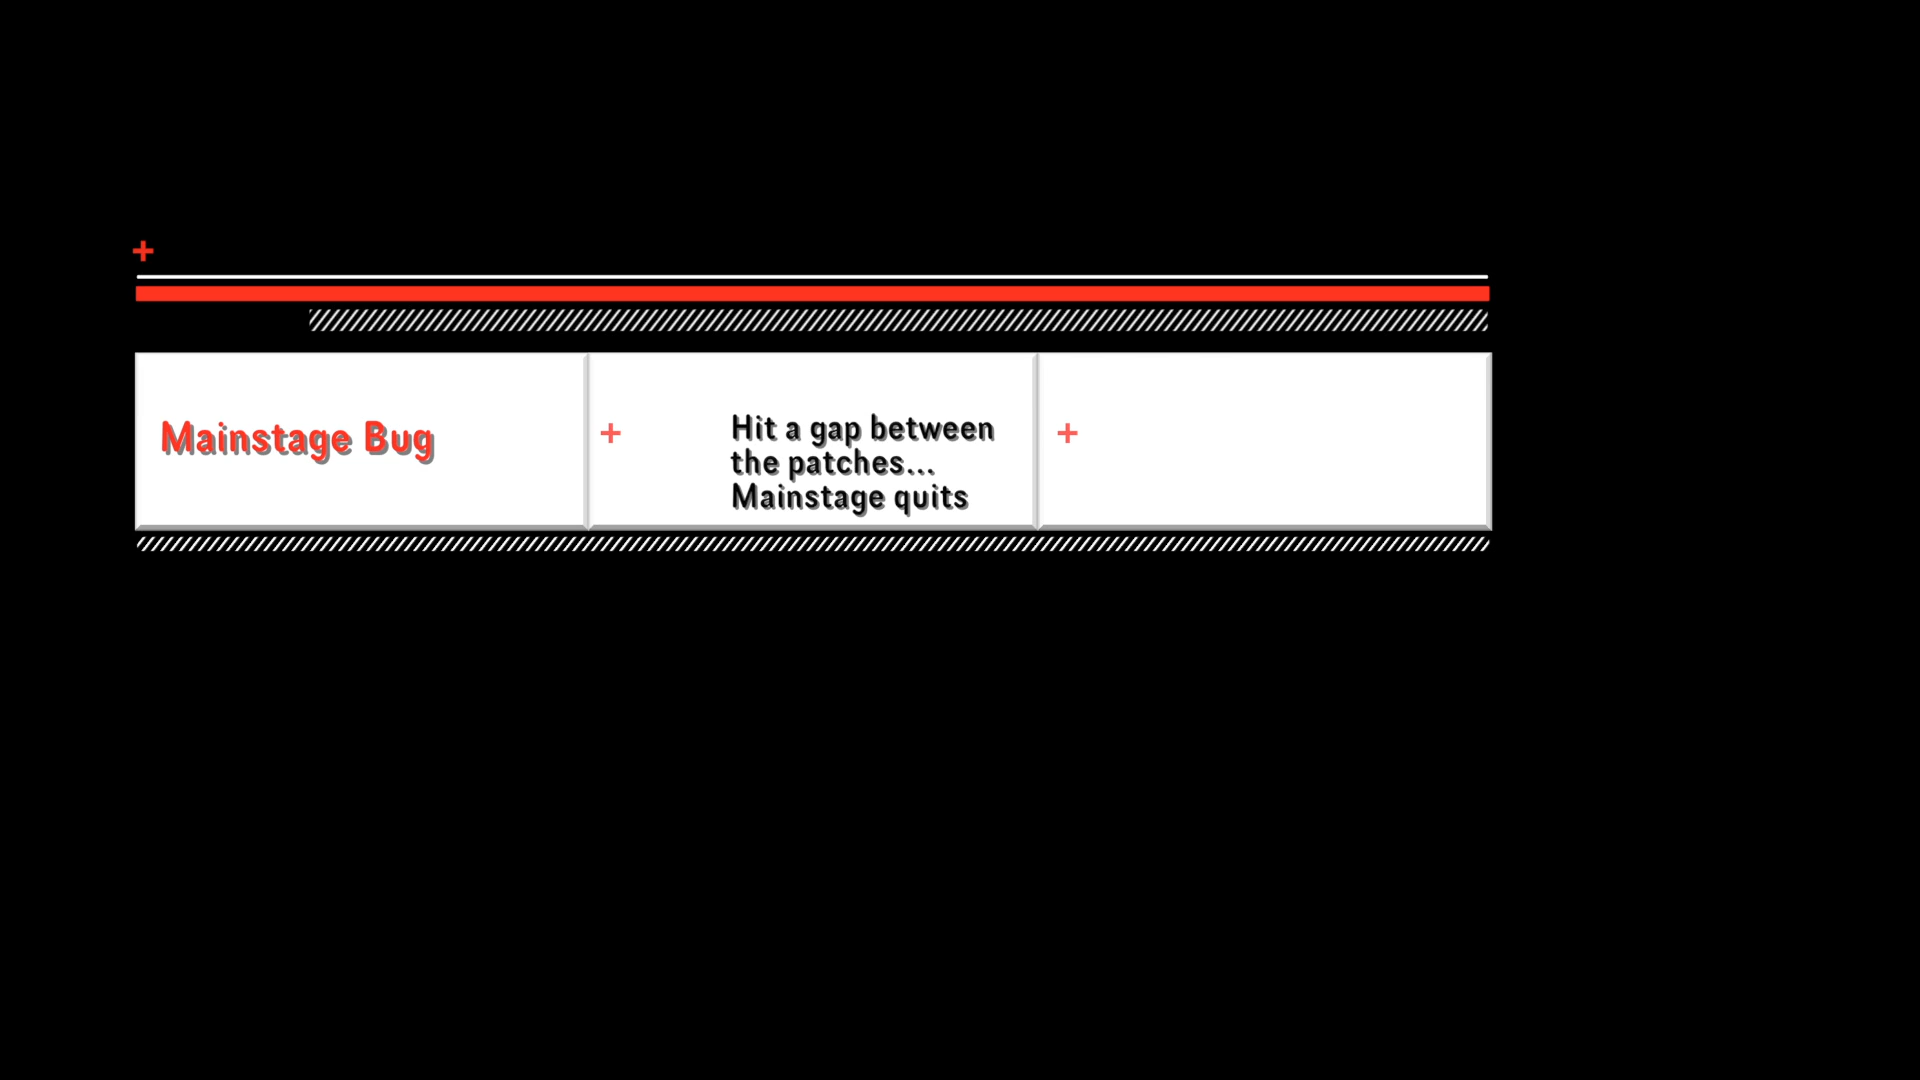 Mainstage Bug
Hit a gap between
the patches...
Mainstage quits